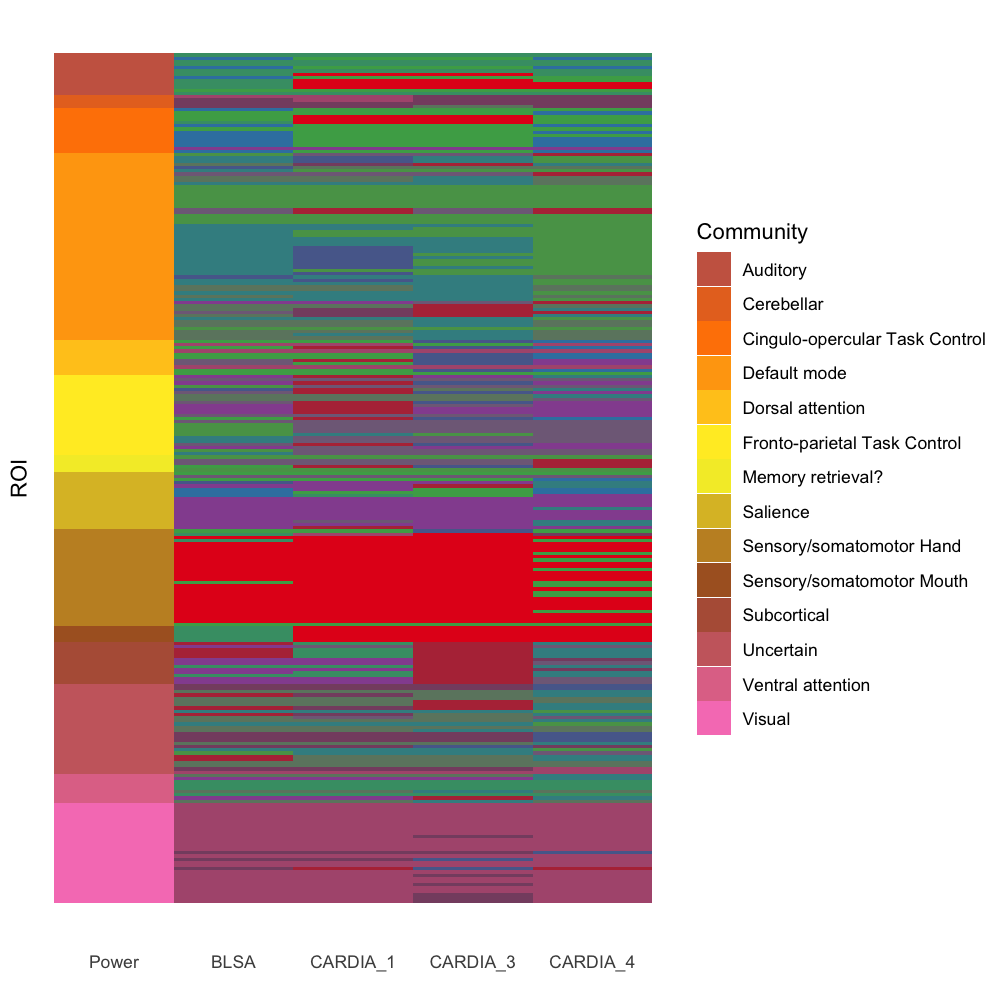 Community
Auditory
Cerebellar
Cingulo-opercular Task Control
Default mode
Dorsal attention
Fronto-parietal Task Control
Memory retrieval?
Salience
Sensory/somatomotor Hand
Sensory/somatomotor Mouth
Subcortical
Uncertain
Ventral attention
Visual
ROI
Power BLSA CARDIA_1 CARDIA_3 CARDIA_4